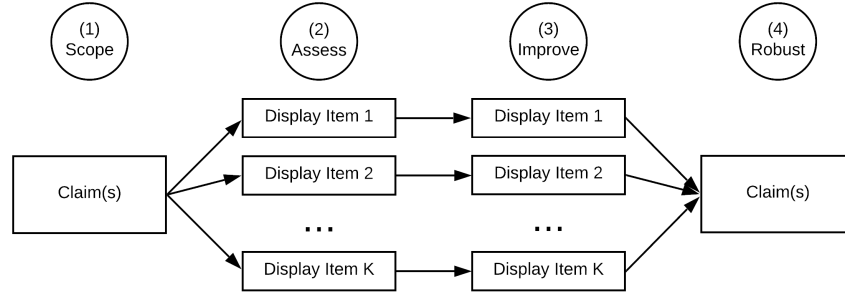 (1)
Scope
(2)
Assess
(3)
Improve
(4)
Robust
Claim(s)
Display Item 1
Display Item 2
...
Display Item K
Display Item 1
Display Item 2
...
Display Item K
Claim(s)